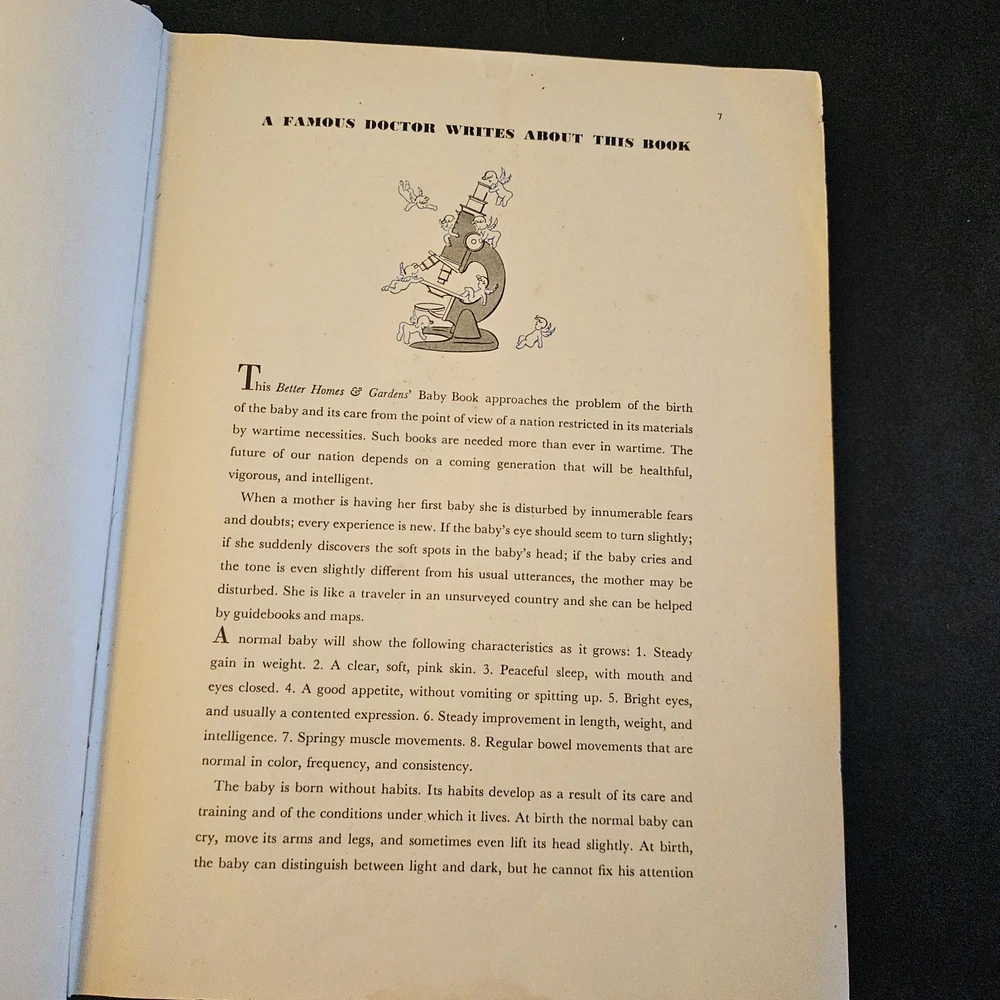 7
A FAMOUS DOCTOR WRITES ABOUT THIS BOOK
This Better Homes & Gardens' Baby Book approaches the problem of the birth
of the baby and its care from the point of view of a nation restricted in its materials
by wartime necessities. Such books are needed more than ever in wartime. The
future of our nation depends on a coming generation that will be healthful,
vigorous, and intelligent.
When a mother is having her first baby she is disturbed by innumerable fears
and doubts; every experience is new. If the baby's eye should seem to turn slightly;
if she suddenly discovers the soft spots in the baby's head; if the baby cries and
the tone is even slightly different from his usual utterances, the mother may be
disturbed. She is like a traveler in an unsurveyed country and she can be helped
by guidebooks and maps.
A normal baby will show the following characteristics as it grows: 1. Steady
gain in weight. 2. A clear, soft, pink skin. 3. Peaceful sleep, with mouth and
eyes closed. 4. A good appetite, without vomiting or spitting up. 5. Bright eyes,
and usually a contented expression. 6. Steady improvement in length, weight, and
intelligence. 7. Springy muscle movements. 8. Regular bowel movements that are
normal in color, frequency, and consistency.
The baby is born without habits. Its habits develop as a result of its care and
training and of the conditions under which it lives. At birth the normal baby can
cry, move its arms and legs, and sometimes even lift its head slightly. At birth,
the baby can distinguish between light and dark, but he cannot fix his attention